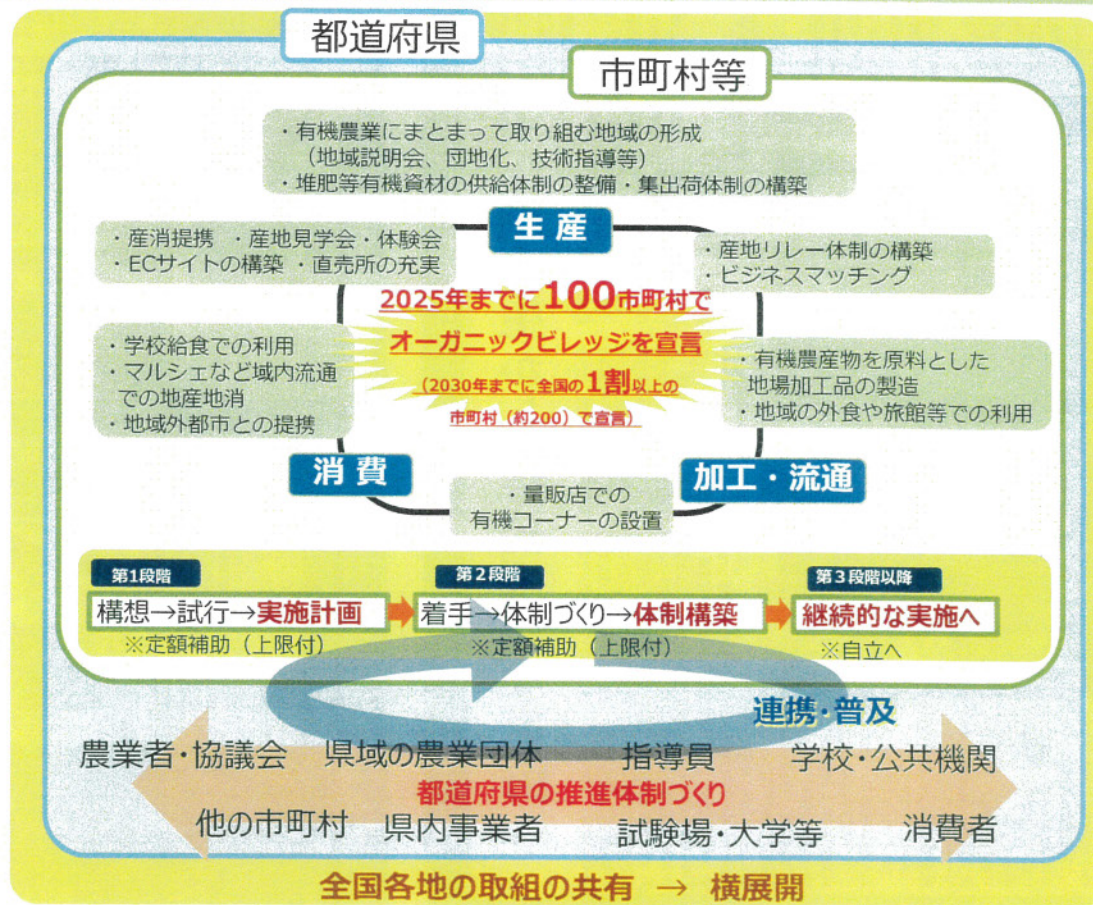 都道府県
市町村等
・有機農業にまとまって取り組む地域の形成
（地域説明会、団地化、技術指導等）
・堆肥等有機資材の供給体制の整備・集出荷体制の構築
生産
・産消提携 ・産地見学会・体験会
・ECサイトの構築 ・直売所の充実
・産地リレー体制の構築
・ビジネスマッチング
2025年までに100市町村で
オーガニックビレッジを宣言
（2030年までに全国の1割以上の
市町村（約200）で宣言）
・学校給食での利用
・マルシェなど域内流通
での地産地消
・地域外都市との提携
・有機農産物を原料とした
地場加工品の製造
・地域の外食や旅館等での利用
消費
加工・流通
・量販店での
有機コーナーの設置
第1段階
構想→試行→実施計画
※定額補助（上限付）
第2段階
着手→体制づくり→体制構築
※定額補助（上限付）
第3段階以降
継続的な実施へ
※自立へ
連携・普及
農業者・協議会 県域の農業団体 指導員 学校・公共機関
都道府県の推進体制づくり
他の市町村 県内事業者 試験場・大学等 消費者
全国各地の取組の共有 → 横展開